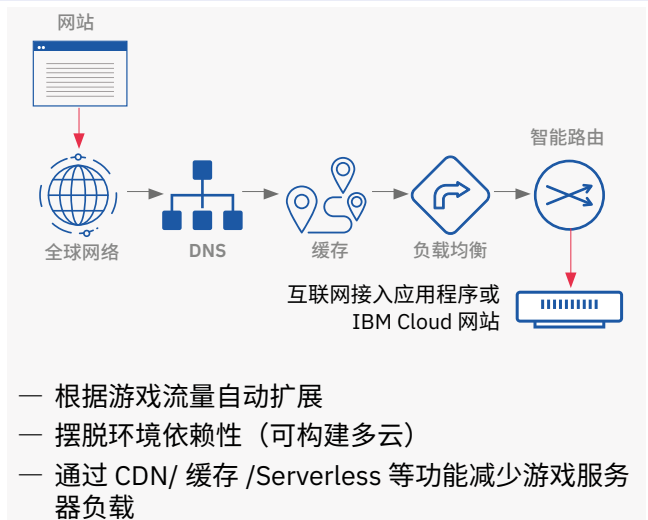 网站
智能路由
全球网络
DNS
缓存
负载均衡
互联网接入应用程序或
IBM Cloud 网站
— 根据游戏流量自动扩展
— 摆脱环境依赖性（可构建多云）
— 通过 CDN/ 缓存 /Serverless 等功能减少游戏服务
器负载